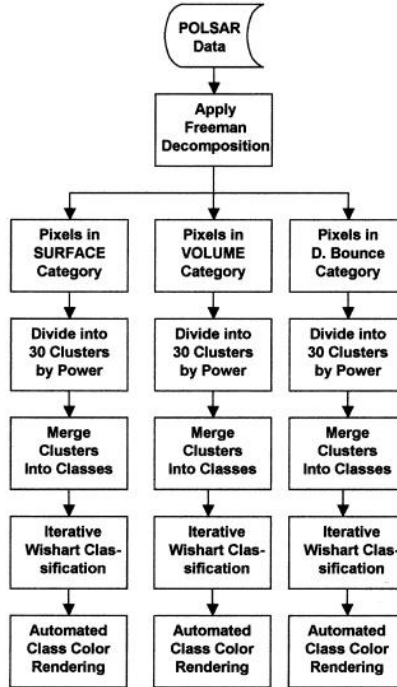 POLSAR
Data
Apply
Freeman
Decomposition
Pixels in
SURFACE
Category
Pixels in
VOLUME
Category
Pixels in
D. Bounce
Category
Divide into
30 Clusters
by Power
Divide into
30 Clusters
by Power
Divide into
30 Clusters
by Power
Merge
Clusters
Into Classes
Merge
Clusters
Into Classes
Merge
Clusters
Into Classes
Iterative
Wishart Clas-
sification
Iterative
Wishart Clas-
sification
Iterative
Wishart Clas-
sification
Automated
Class Color
Rendering
Automated
Class Color
Rendering
Automated
Class Color
Rendering